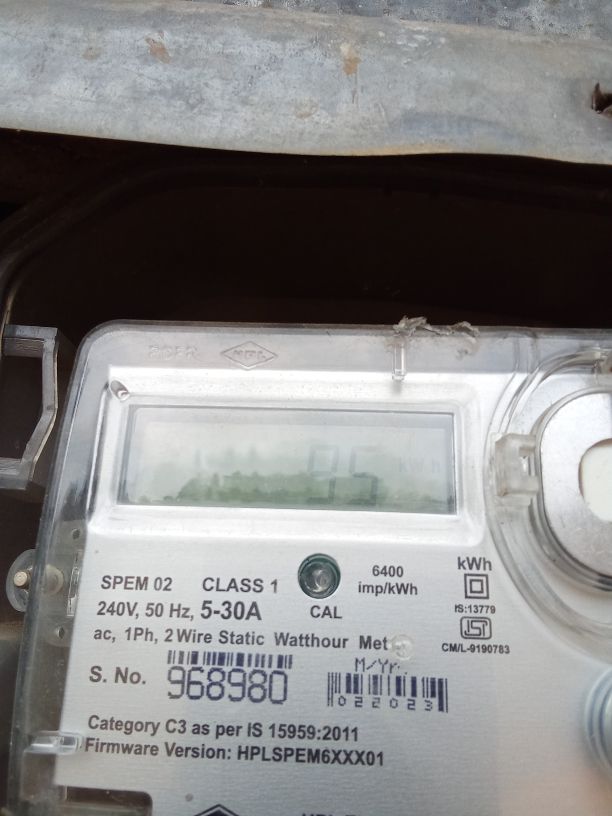 HPL
95 kWh
SPEM 02 CLASS 1 6400 imp/kWh kWh
240V, 50 Hz, 5-30A CAL IS:13779
ac, 1Ph, 2 Wire Static Watthour Met
CM/L-9190783
M/Yr.
S. No. 968980 022023
Category C3 as per IS 15959:2011
Firmware Version: HPLSPEM6XXX01